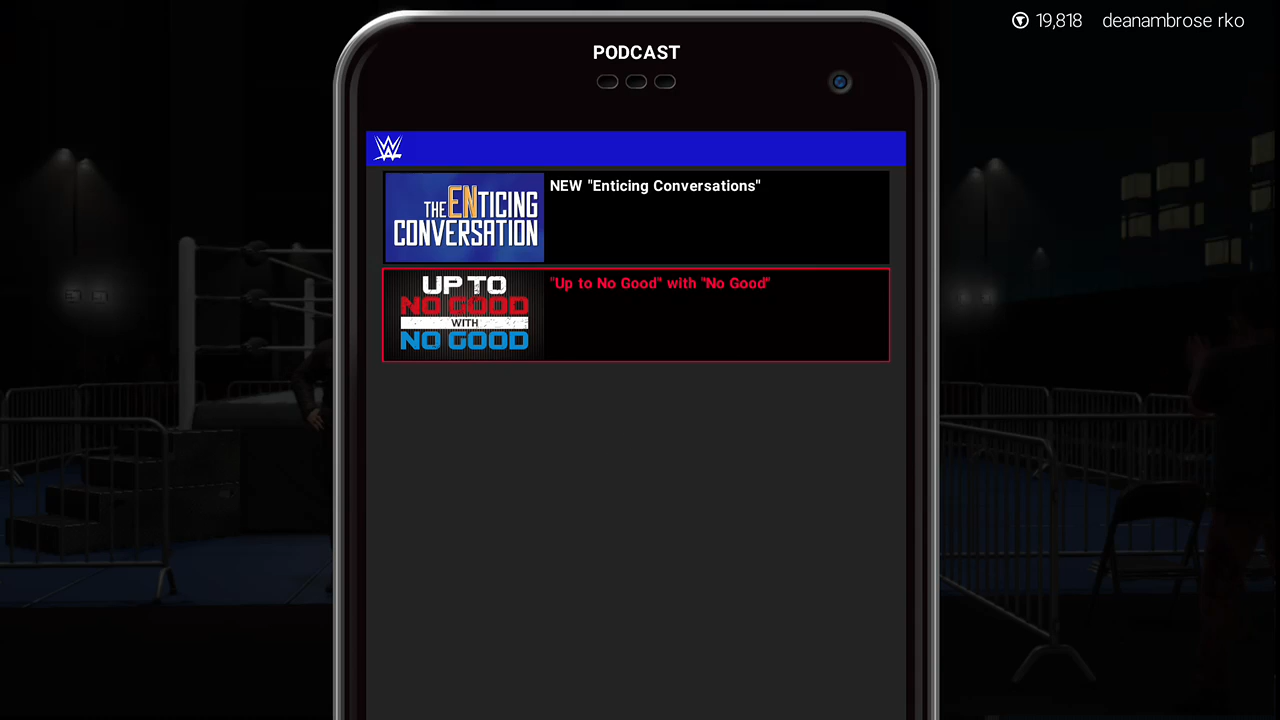 19,818 deanambrose rko
PODCAST
W
THE ENTICING
CONVERSATION
NEW "Enticing Conversations"
UP TO
NO GOOD
WITH
NO GOOD
"Up to No Good" with "No Good"